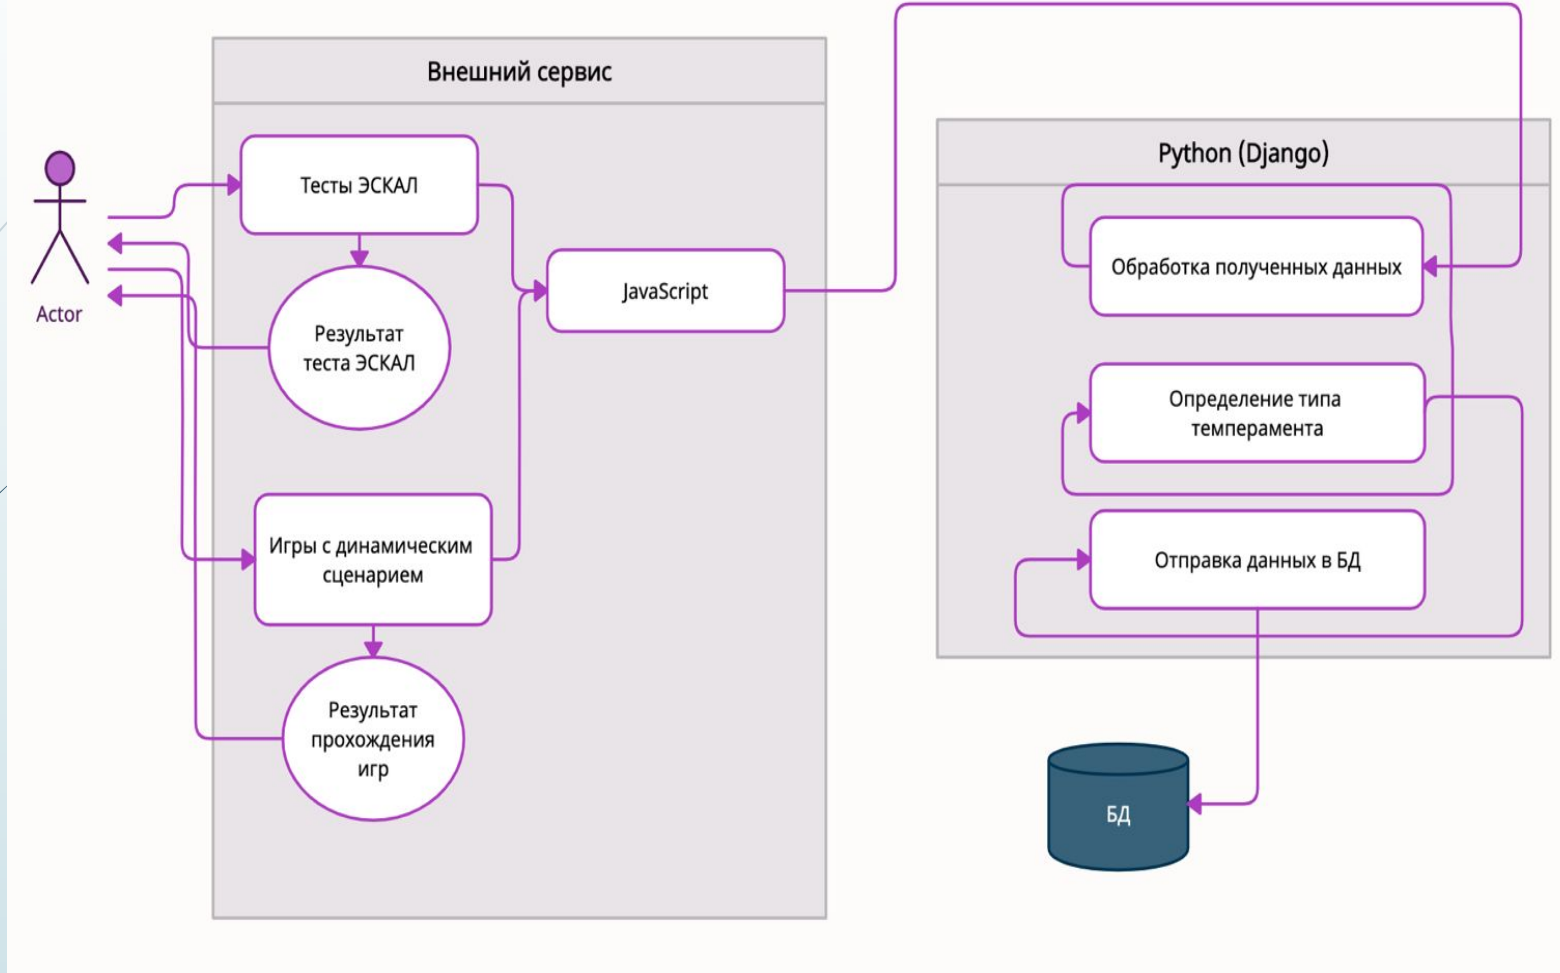 Внешний сервис
Тесты ЭСКАЛ
Результат
теста ЭСКАЛ
JavaScript
Игры с динамическим
сценарием
Результат
прохождения
игр
Actor
Python (Django)
Обработка полученных данных
Определение типа
темперамента
Отправка данных в БД
БД